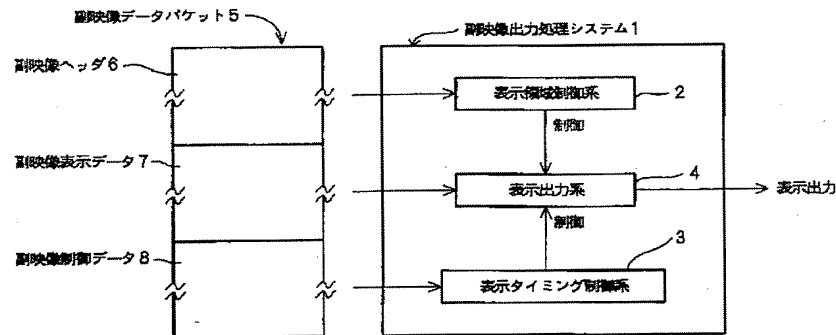 副映像データパケット5
副映像出力処理システム1
副映像ヘッダ6
表示領域制御系
2
制御
副映像表示データ7
表示出力系
4
表示出力
制御
副映像制御データ8
3
表示タイミング制御系